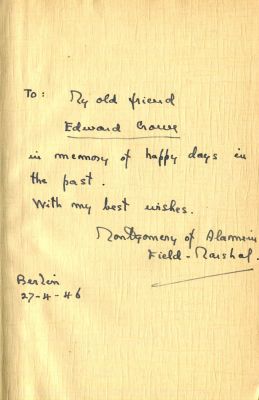 To: My old friend
Edward Crowe
in memory of happy days in
the past.
With my best wishes.
Montgomery of Alamein
Field-Marshal.
Berlin
27-4-46